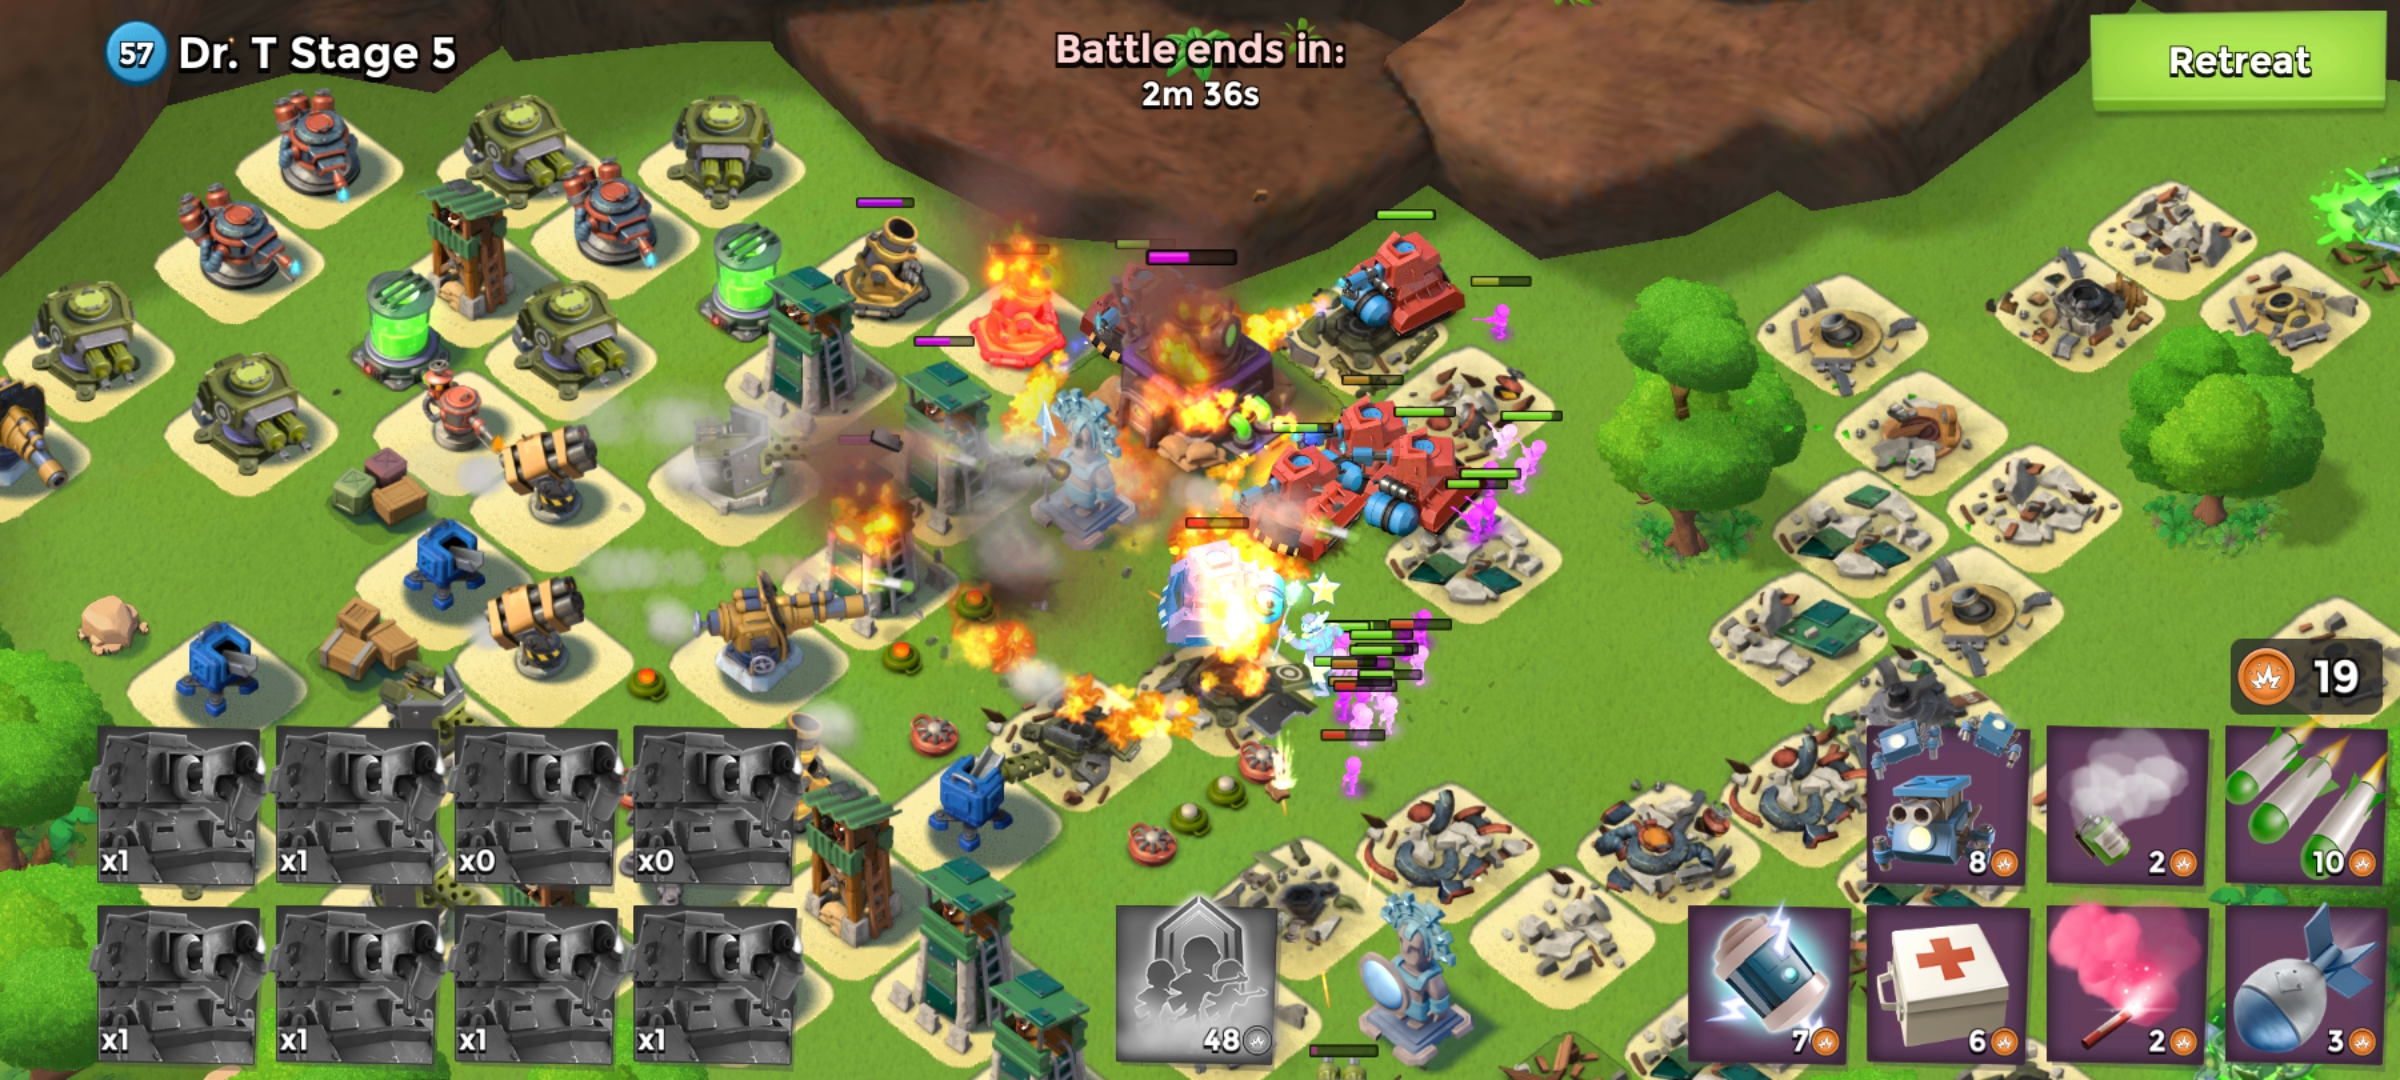 57 Dr. T Stage 5
Battle ends in:
2m 36s
Retreat
19
x1 x1 x0 x0
8 2 10
x1 x1 x1 x1
48 7 6 2 3